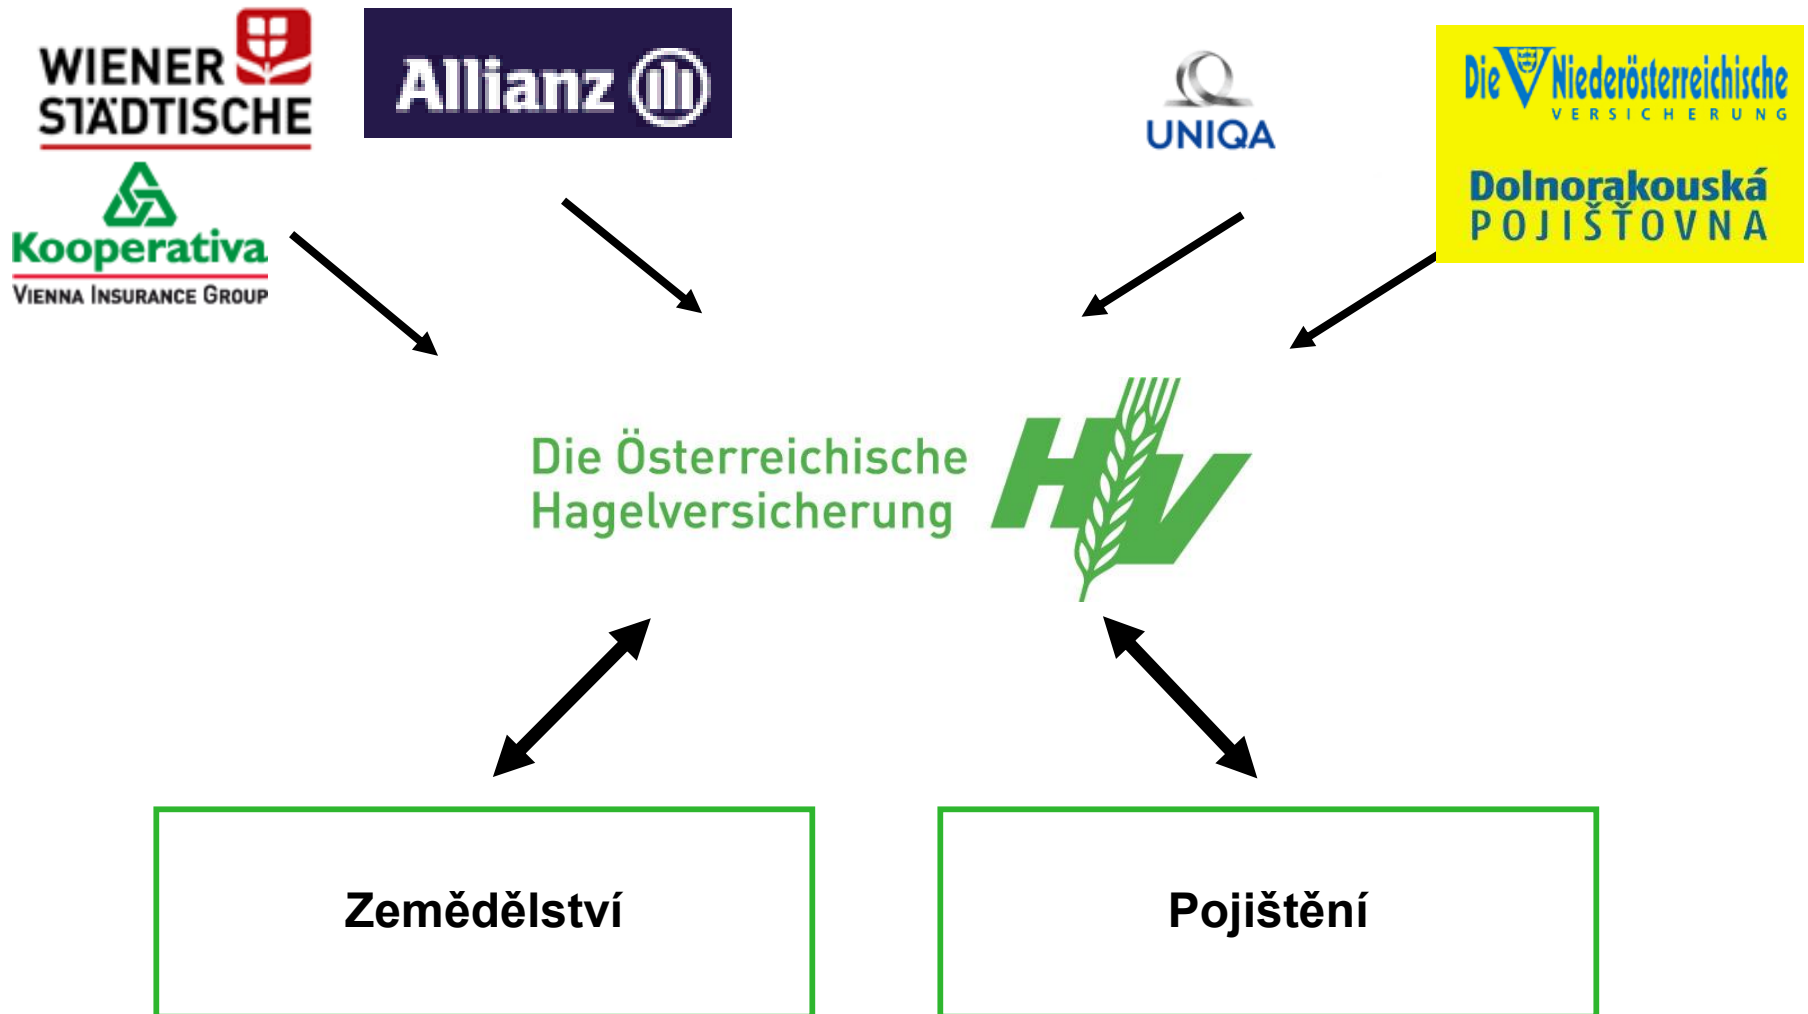 WIENER
STÄDTISCHE
Kooperativa
VIENNA INSURANCE GROUP
Allianz
UNIQA
Die Niederösterreichische
VERSICHERUNG
Dolnorakouská
POJIŠŤOVNA
Die Österreichische
Hagelversicherung
HV
Zemědělství
Pojištění